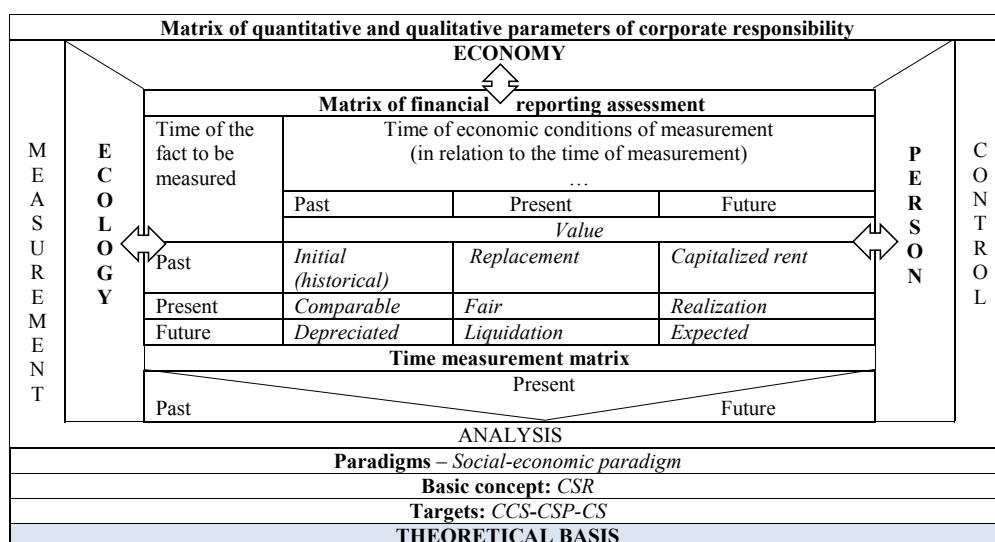 Matrix of quantitative and qualitative parameters of corporate responsibility
ECONOMY
MEASUREMENT
ECOLOGY
Matrix of financial reporting assessment
Time of the
fact to be
measured
Time of economic conditions of measurement
(in relation to the time of measurement)
…
Past Present Future
Value
Past Initial (historical) Replacement Capitalized rent
Present Comparable Fair Realization
Future Depreciated Liquidation Expected
Time measurement matrix
Present
Past Future
PERSON
CONTROL
ANALYSIS
Paradigms – Social-economic paradigm
Basic concept: CSR
Targets: CCS-CSP-CS
THEORETICAL BASIS